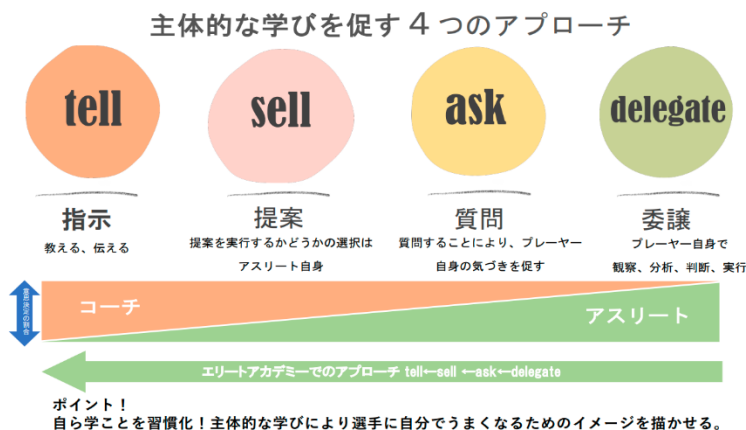 主体的な学びを促す4つのアプローチ
tell
sell
ask
delegate
指示
教える、伝える
提案
提案を実行するかどうかの選択は
アスリート自身
質問
質問することにより、プレーヤー
自身の気づきを促す
委譲
プレーヤー自身で
観察、分析、判断、実行
意思決定の割合
コーチ
アスリート
エリートアカデミーでのアプローチ tell←sell ←ask←delegate
ポイント！
自ら学ことを習慣化！主体的な学びにより選手に自分でうまくなるためのイメージを描かせる。